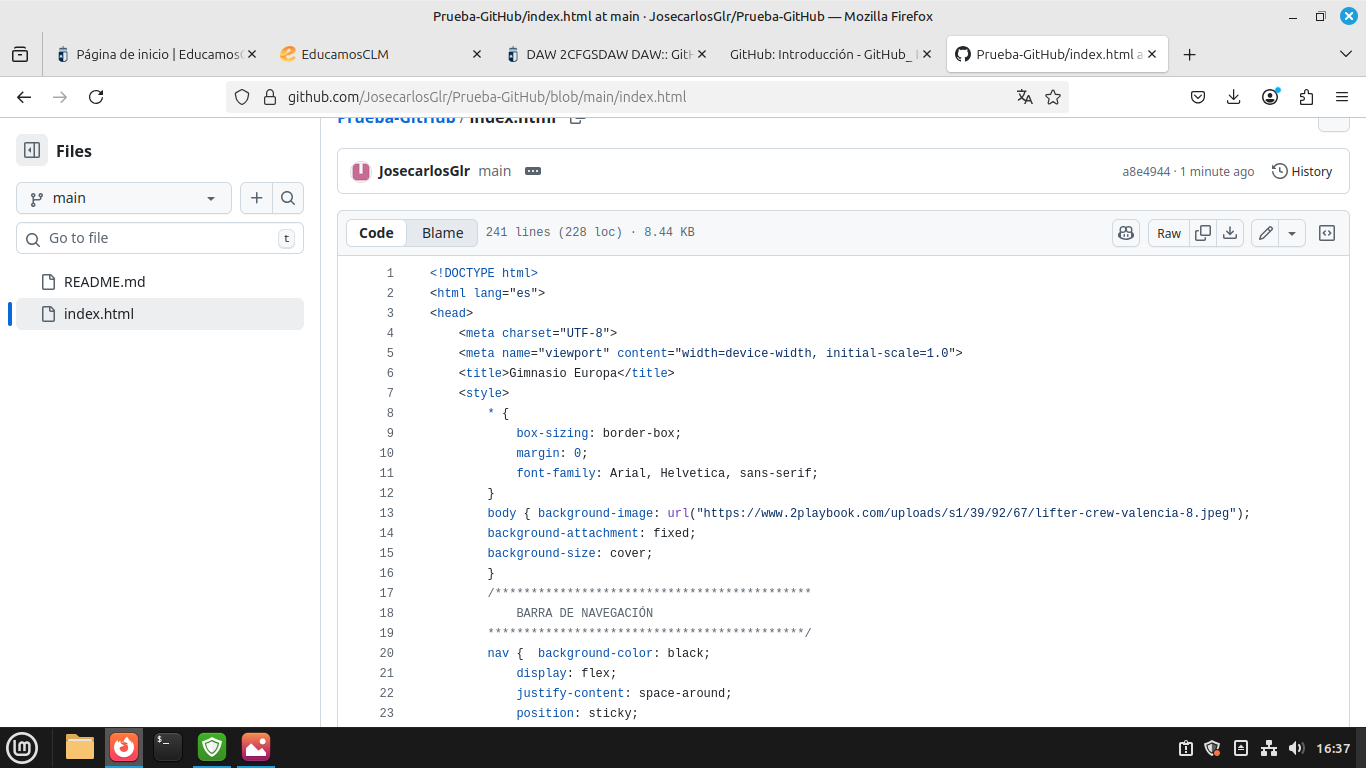 Prueba-GitHub/index.html at main · JosecarlosGlr/Prueba-GitHub — Mozilla Firefox
Página de inicio | Educamos
EducamosCLM
DAW 2CFGSDAW DAW:: GitH
GitHub: Introducción - GitHub_
Prueba-GitHub/index.html a
github.com/JosecarlosGlr/Prueba-GitHub/blob/main/index.html
Prueba-GitHub / index.html
Files
main
Go to file
t
README.md
index.html
JosecarlosGlr main
a8e4944 · 1 minute ago
History
Code
Blame
241 lines (228 loc) · 8.44 KB
Raw
1 <!DOCTYPE html>
2 <html lang="es">
3 <head>
4 <meta charset="UTF-8">
5 <meta name="viewport" content="width=device-width, initial-scale=1.0">
6 <title>Gimnasio Europa</title>
7 <style>
8 * {
9 box-sizing: border-box;
10 margin: 0;
11 font-family: Arial, Helvetica, sans-serif;
12 }
13 body { background-image: url("https://www.2playbook.com/uploads/s1/39/92/67/lifter-crew-valencia-8.jpeg");
14 background-attachment: fixed;
15 background-size: cover;
16 }
17 /********************************************
18 BARRA DE NAVEGACIÓN
19 ********************************************/
20 nav {  background-color: black;
21 display: flex;
22 justify-content: space-around;
23 position: sticky;
16:37